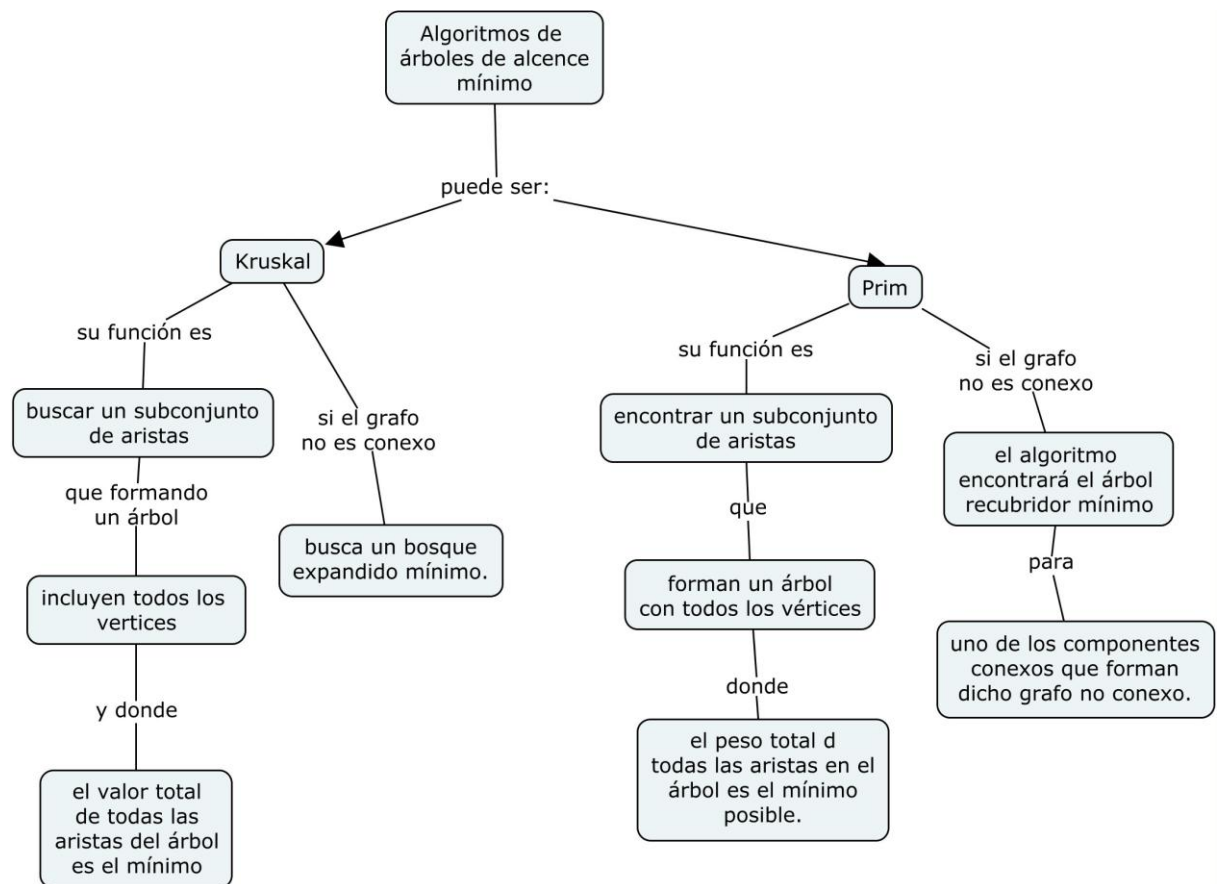 Algoritmos de
árboles de alcence
mínimo
puede ser:
Kruskal
su función es
buscar un subconjunto
de aristas
que formando
un árbol
incluyen todos los
vertices
y donde
el valor total
de todas las
aristas del árbol
es el mínimo
si el grafo
no es conexo
busca un bosque
expandido mínimo.
Prim
su función es
encontrar un subconjunto
de aristas
que
forman un árbol
con todos los vértices
donde
el peso total d
todas las aristas en el
árbol es el mínimo
posible.
si el grafo
no es conexo
el algoritmo
encontrará el árbol
recubridor mínimo
para
uno de los componentes
conexos que forman
dicho grafo no conexo.